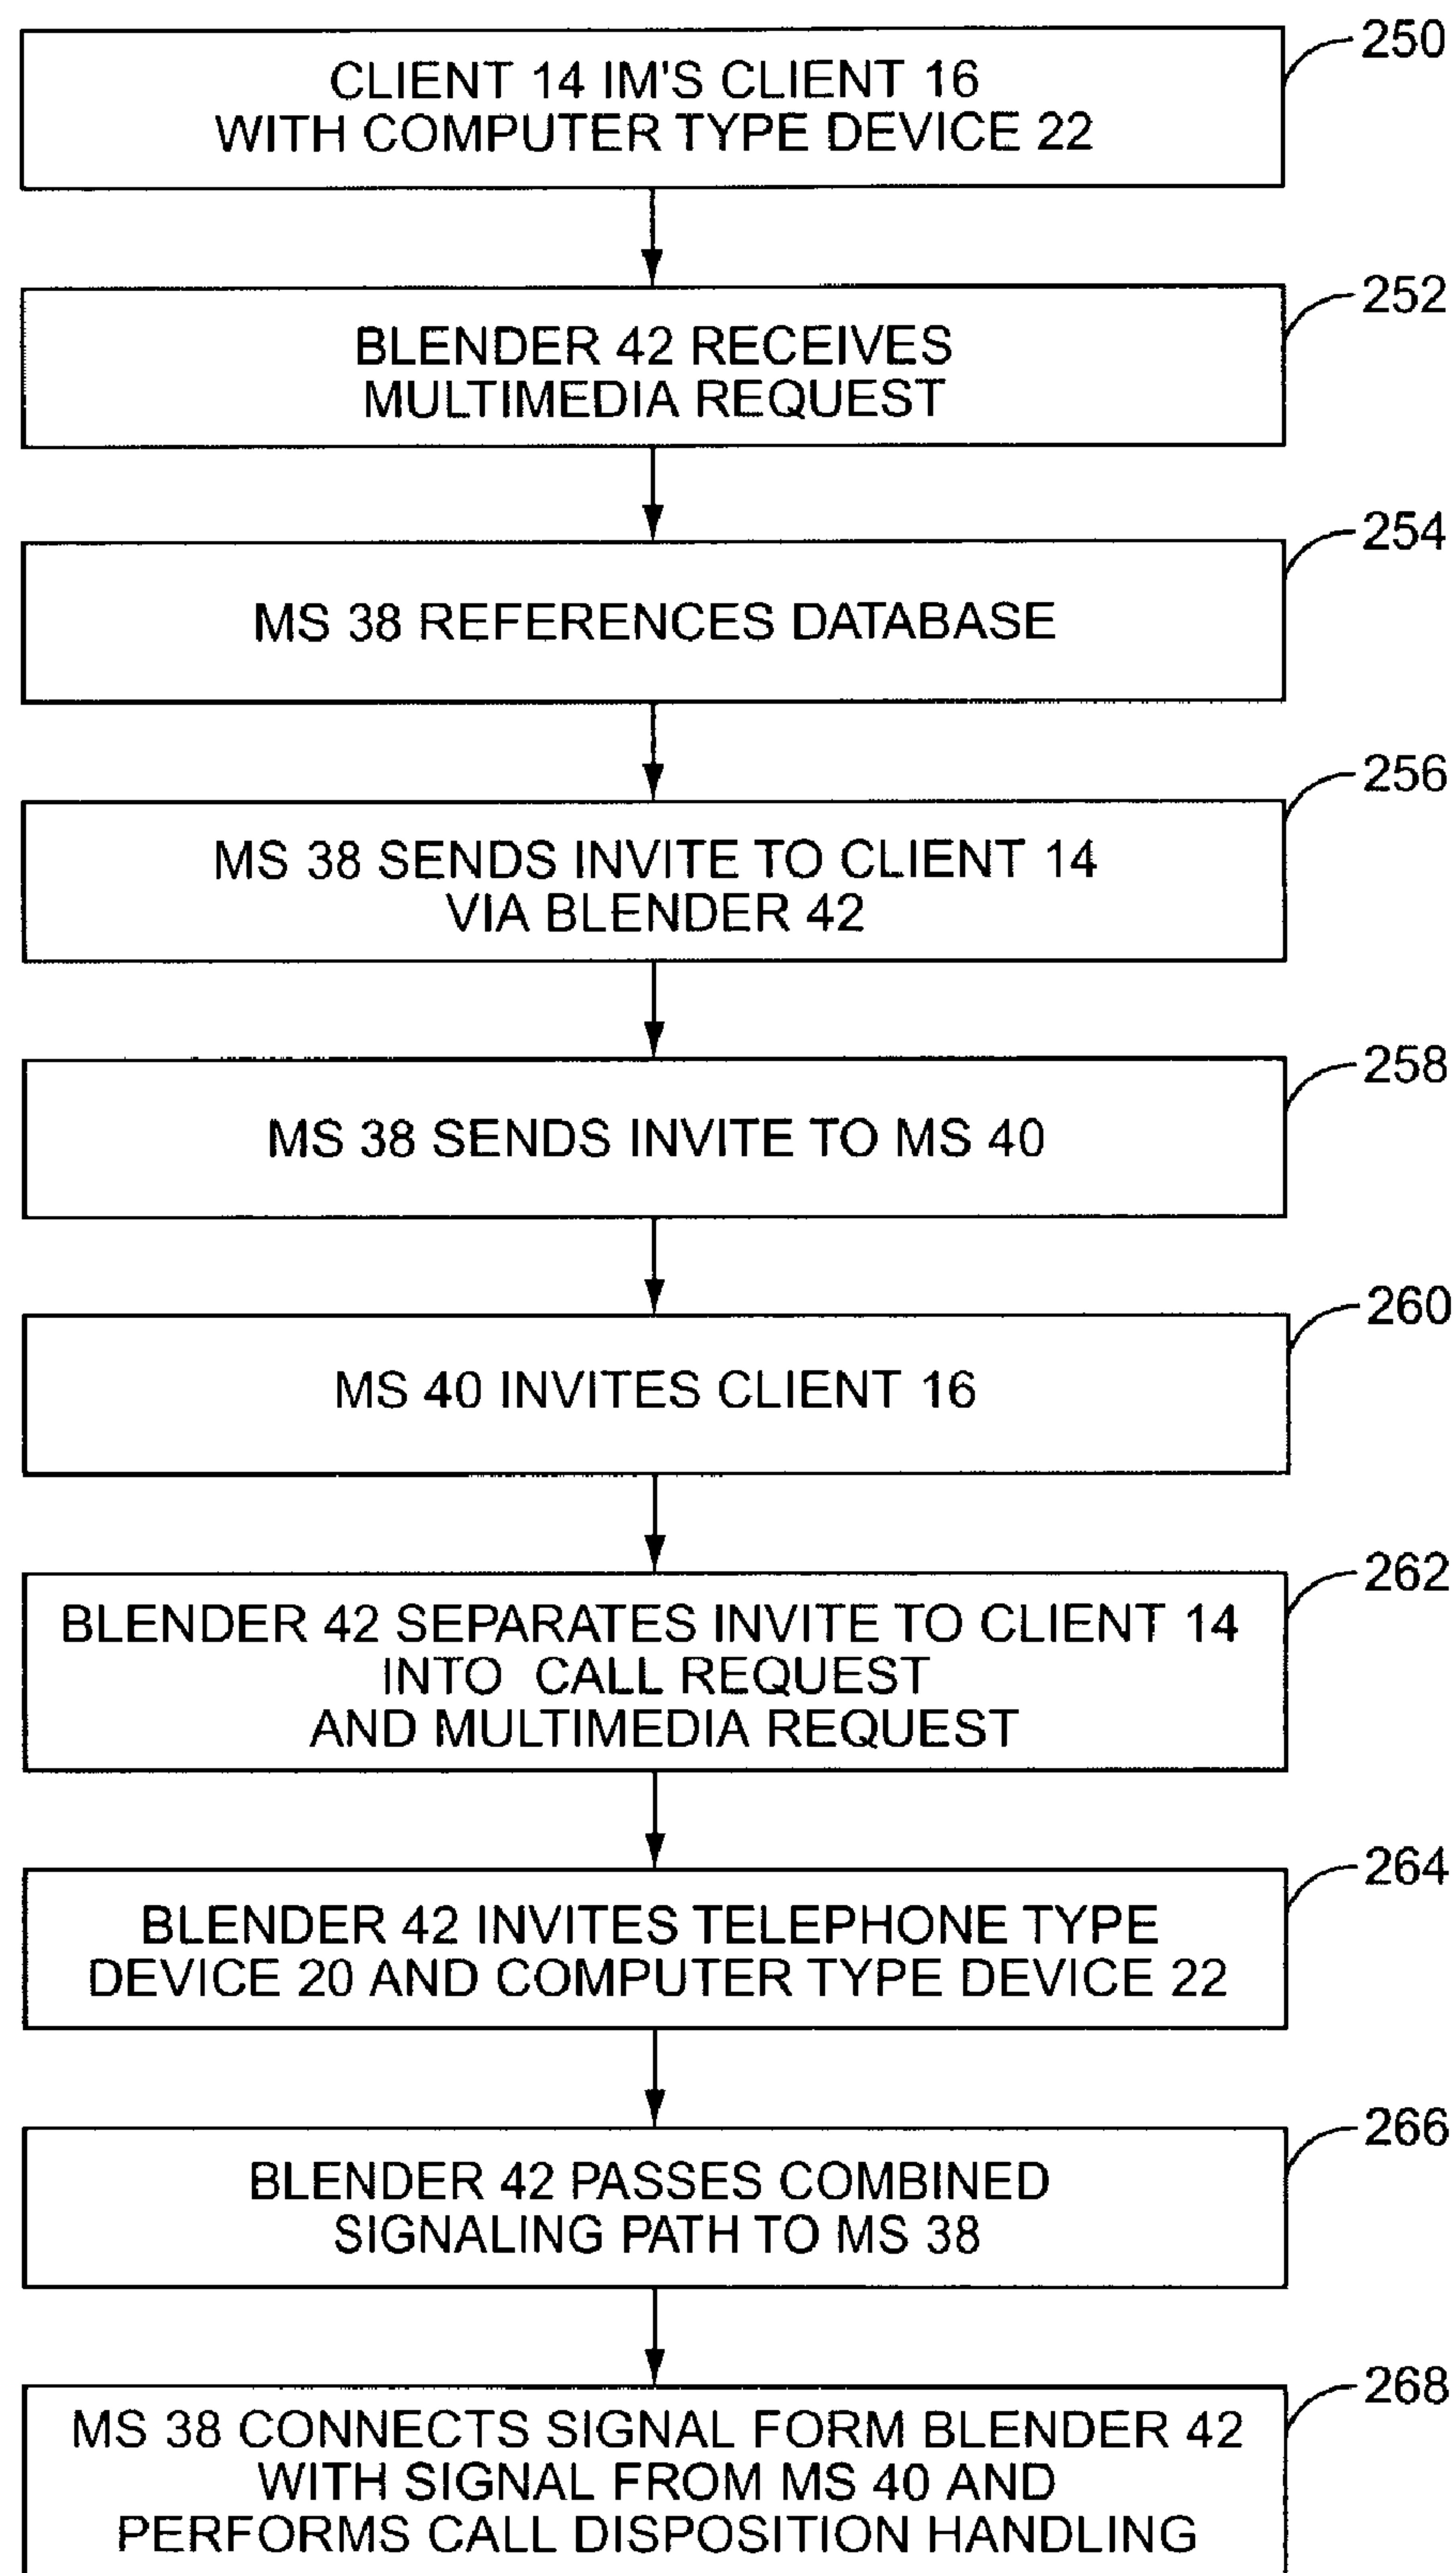 250
CLIENT 14 IM'S CLIENT 16
WITH COMPUTER TYPE DEVICE 22
252
BLENDER 42 RECEIVES
MULTIMEDIA REQUEST
254
MS 38 REFERENCES DATABASE
256
MS 38 SENDS INVITE TO CLIENT 14
VIA BLENDER 42
258
MS 38 SENDS INVITE TO MS 40
260
MS 40 INVITES CLIENT 16
262
BLENDER 42 SEPARATES INVITE TO CLIENT 14
INTO CALL REQUEST
AND MULTIMEDIA REQUEST
264
BLENDER 42 INVITES TELEPHONE TYPE
DEVICE 20 AND COMPUTER TYPE DEVICE 22
266
BLENDER 42 PASSES COMBINED
SIGNALING PATH TO MS 38
268
MS 38 CONNECTS SIGNAL FORM BLENDER 42
WITH SIGNAL FROM MS 40 AND
PERFORMS CALL DISPOSITION HANDLING